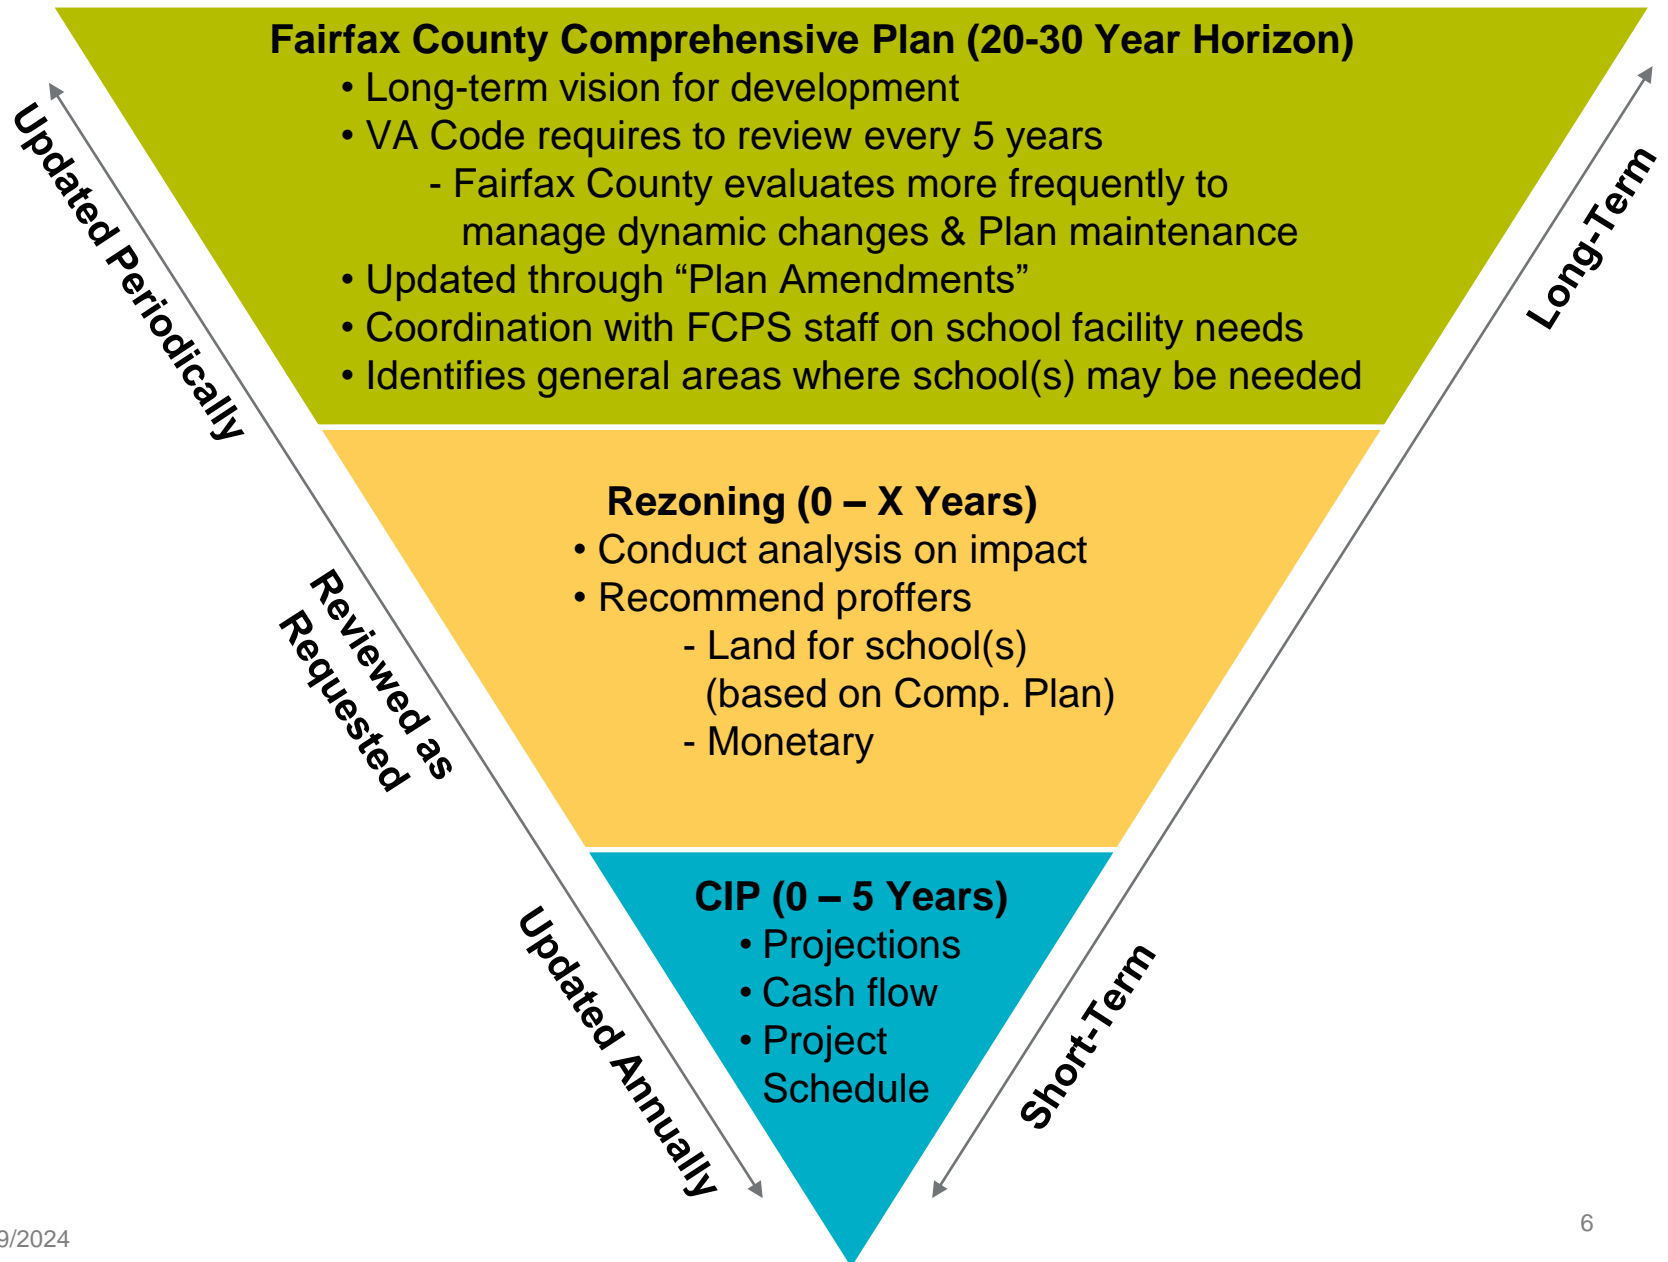 Fairfax County Comprehensive Plan (20-30 Year Horizon)
• Long-term vision for development
• VA Code requires to review every 5 years
- Fairfax County evaluates more frequently to
manage dynamic changes & Plan maintenance
• Updated through “Plan Amendments”
• Coordination with FCPS staff on school facility needs
• Identifies general areas where school(s) may be needed
Updated Periodically
Long-Term
Rezoning (0 – X Years)
• Conduct analysis on impact
• Recommend proffers
- Land for school(s)
(based on Comp. Plan)
- Monetary
Reviewed as
Requested
CIP (0 – 5 Years)
• Projections
• Cash flow
• Project
Schedule
Updated Annually
Short-Term
9/2024
6